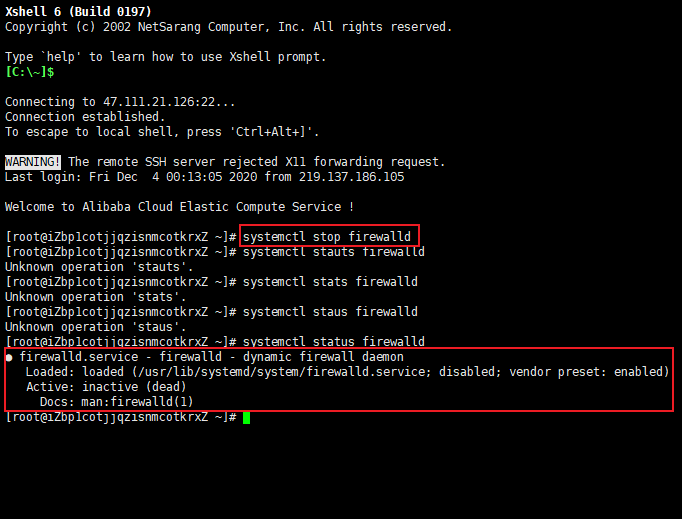 Xshell 6 (Build 0197)
Copyright (c) 2002 NetSarang Computer, Inc. All rights reserved.
Type `help' to learn how to use Xshell prompt.
[C:\~]$
Connecting to 47.111.21.126:22...
Connection established.
To escape to local shell, press 'Ctrl+Alt+]'.
WARNING! The remote SSH server rejected X11 forwarding request.
Last login: Fri Dec  4 00:13:05 2020 from 219.137.186.105
Welcome to Alibaba Cloud Elastic Compute Service !
[root@iZbp1cotjjqzisnmcotkrxZ ~]# systemctl stop firewalld
[root@iZbp1cotjjqzisnmcotkrxZ ~]# systemctl stauts firewalld
Unknown operation 'stauts'.
[root@iZbp1cotjjqzisnmcotkrxZ ~]# systemctl stats firewalld
Unknown operation 'stats'.
[root@iZbp1cotjjqzisnmcotkrxZ ~]# systemctl staus firewalld
Unknown operation 'staus'.
[root@iZbp1cotjjqzisnmcotkrxZ ~]# systemctl status firewalld
● firewalld.service - firewalld - dynamic firewall daemon
   Loaded: loaded (/usr/lib/systemd/system/firewalld.service; disabled; vendor preset: enabled)
   Active: inactive (dead)
     Docs: man:firewalld(1)
[root@iZbp1cotjjqzisnmcotkrxZ ~]#